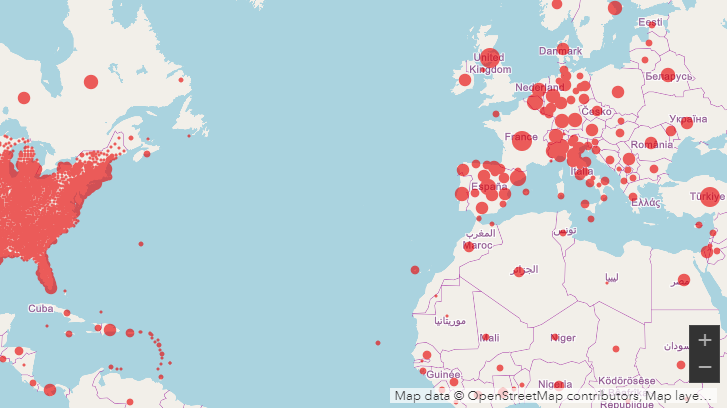 Eesti
United
Kingdom
Danmark
Nederland
Беларусь
Česko
Україна
France
România
Italia
España
Ελλάς
Türkiye
المغرب
Maroc
تونس
الجزائر
ليبيا
مصر
Cuba
موريتانيا
Mali
Niger
السودان
Guinée
Nigeria
Ködörösêse
République
+
−
Map data © OpenStreetMap contributors, Map laye…